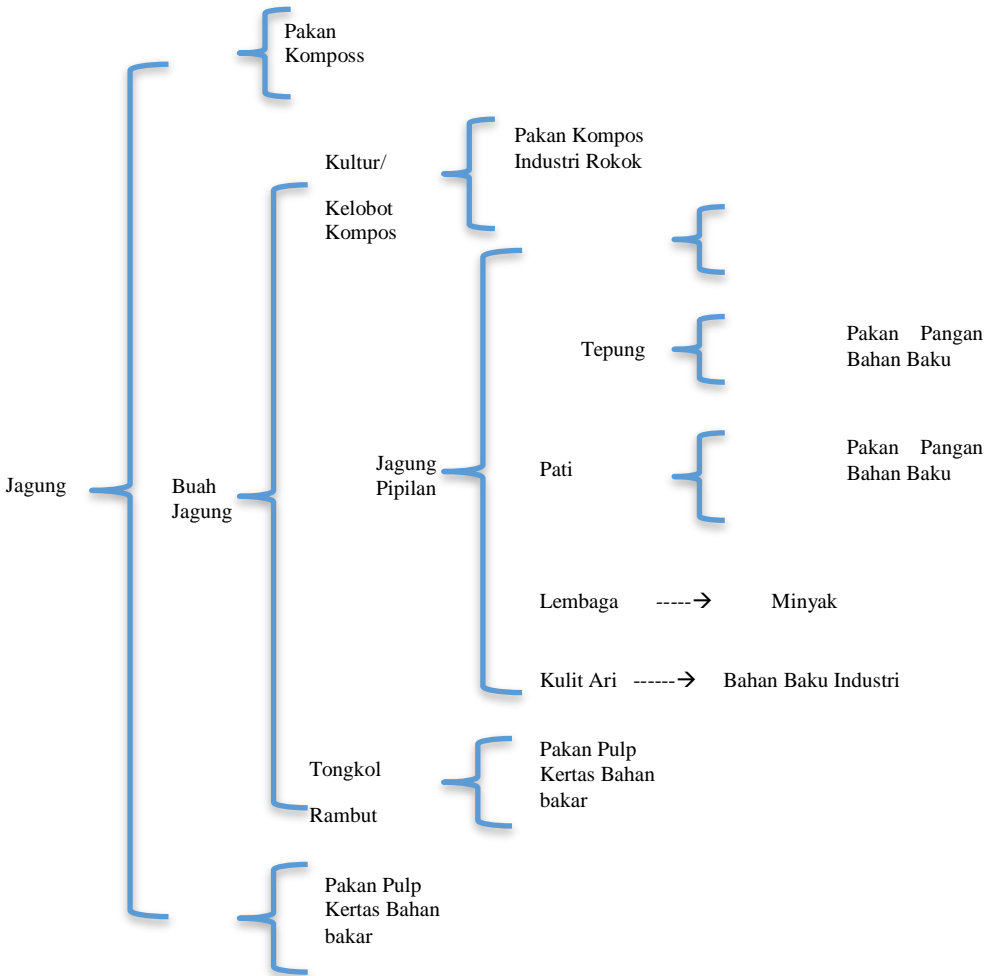 Pakan
Komposs
Kultur/
Kelobot
Kompos
Pakan Kompos
Industri Rokok
Tepung
Pakan Pangan
Bahan Baku
Jagung
Buah
Jagung
Jagung
Pipilan
Pati
Pakan Pangan
Bahan Baku
Lembaga -----→ Minyak
Kulit Ari ------→ Bahan Baku Industri
Tongkol
Rambut
Pakan Pulp
Kertas Bahan
bakar
Pakan Pulp
Kertas Bahan
bakar